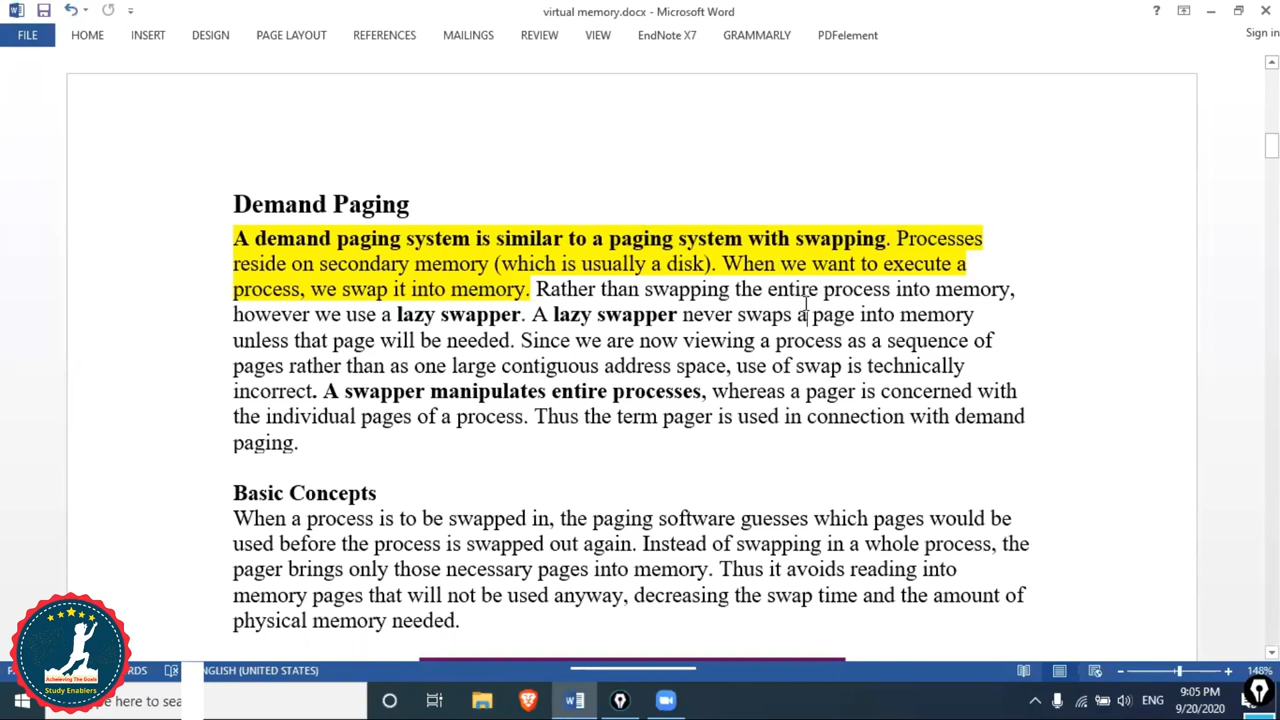 virtual memory.docx - Microsoft Word
?
FILE HOME INSERT DESIGN PAGE LAYOUT REFERENCES MAILINGS REVIEW VIEW EndNote X7 GRAMMARLY PDFelement Sign in
Demand Paging
A demand paging system is similar to a paging system with swapping. Processes
reside on secondary memory (which is usually a disk). When we want to execute a
process, we swap it into memory. Rather than swapping the entire process into memory,
however we use a lazy swapper. A lazy swapper never swaps a page into memory
unless that page will be needed. Since we are now viewing a process as a sequence of
pages rather than as one large contiguous address space, use of swap is technically
incorrect. A swapper manipulates entire processes, whereas a pager is concerned with
the individual pages of a process. Thus the term pager is used in connection with demand
paging.
Basic Concepts
When a process is to be swapped in, the paging software guesses which pages would be
used before the process is swapped out again. Instead of swapping in a whole process, the
pager brings only those necessary pages into memory. Thus it avoids reading into
memory pages that will not be used anyway, decreasing the swap time and the amount of
physical memory needed.
Achieveing The Goals
Study Enablers
ENGLISH (UNITED STATES) 148%
here to ENG
9:05 PM
9/20/2020